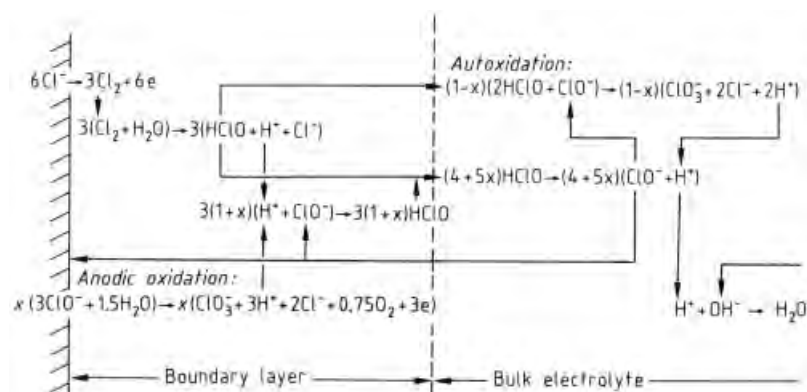 6Cl⁻→3Cl₂+6e
3(Cl₂+H₂O)→3(HClO+H⁺+Cl⁻)
Autoxidation:
(1-x)(2HClO+ClO⁻)→(1-x)(ClO₃⁻+2Cl⁻+2H⁺)
(4+5x)HClO→(4+5x)(ClO⁻+H⁺)
3(1+x)(H⁺+ClO⁻)→3(1+x)HClO
Anodic oxidation:
x(3ClO⁻+1.5H₂O)→x(ClO₃⁻+3H⁺+2Cl⁻+0.75O₂+3e)
H⁺+OH⁻→H₂O
Boundary layer
Bulk electrolyte